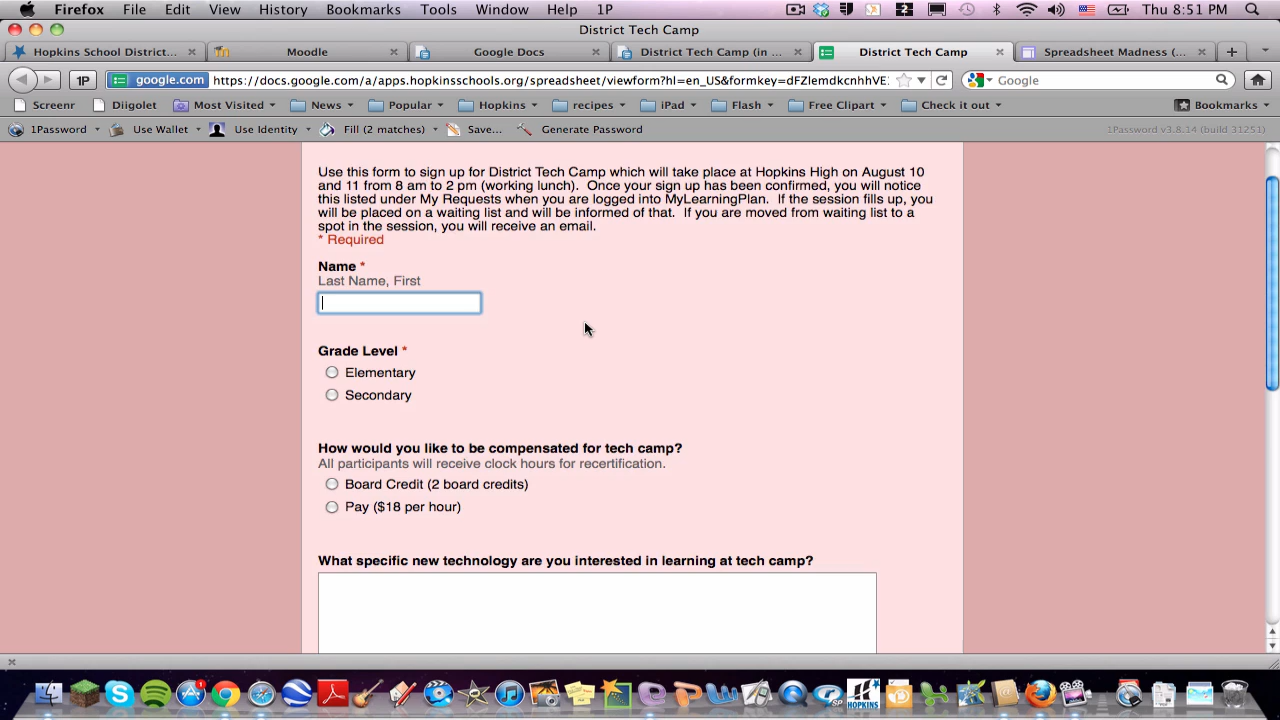 Firefox File Edit View History Bookmarks Tools Window Help 1P 2 Thu 8:51 PM
District Tech Camp
Hopkins School District... Moodle Google Docs District Tech Camp (in ... District Tech Camp Spreadsheet Madness (...
1P google.com https://docs.google.com/a/apps.hopkinsschools.org/spreadsheet/viewform?hl=en_US&formkey= Google
Screenr Diigolet Most Visited News Popular Hopkins recipes iPad Flash Free Clipart Check it out Bookmarks
1Password Use Wallet Use Identity Fill (2 matches) Save... Generate Password 1Password v3.8.14 (build 31251)
Use this form to sign up for District Tech Camp which will take place at Hopkins High on August 10
and 11 from 8 am to 2 pm (working lunch). Once your sign up has been confirmed, you will notice
this listed under My Requests when you are logged into MyLearningPlan. If the session fills up, you
will be placed on a waiting list and will be informed of that. If you are moved from waiting list to a
spot in the session, you will receive an email.
* Required
Name *
Last Name, First
Grade Level *
Elementary
Secondary
How would you like to be compensated for tech camp?
All participants will receive clock hours for recertification.
Board Credit (2 board credits)
Pay ($18 per hour)
What specific new technology are you interested in learning at tech camp?
HOPKINS